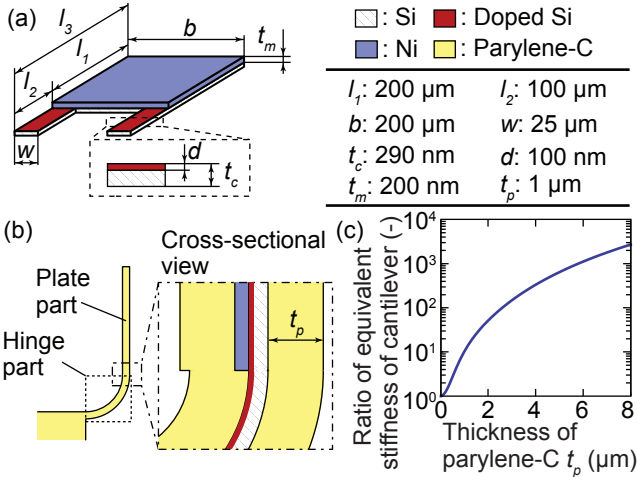 (a)
l3
l1
l2
b
tm
w
d
tc
: Si
: Doped Si
: Ni
: Parylene-C
l1: 200 μm
l2: 100 μm
b: 200 μm
w: 25 μm
tc: 290 nm
d: 100 nm
tm: 200 nm
tp: 1 μm
(b)
Cross-sectional
view
Plate
part
Hinge
part
tp
(c)
Ratio of equivalent
stiffness of cantilever (-)
10^4
10^3
10^2
10^1
10^0
0 2 4 6 8
Thickness of
parylene-C tp (μm)